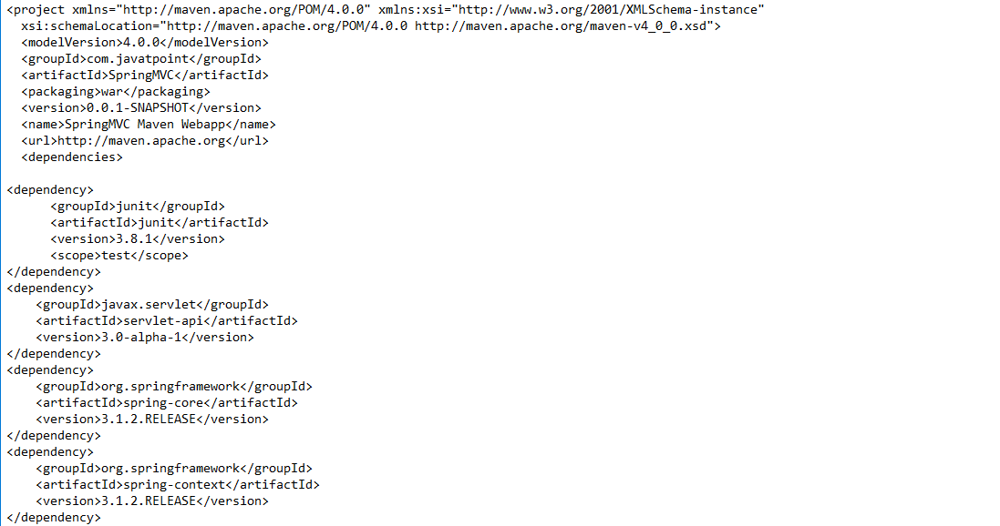 <project xmlns="http://maven.apache.org/POM/4.0.0" xmlns:xsi="http://www.w3.org/2001/XMLSchema-instance"
  xsi:schemaLocation="http://maven.apache.org/POM/4.0.0 http://maven.apache.org/maven-v4_0_0.xsd">
  <modelVersion>4.0.0</modelVersion>
  <groupId>com.javatpoint</groupId>
  <artifactId>SpringMVC</artifactId>
  <packaging>war</packaging>
  <version>0.0.1-SNAPSHOT</version>
  <name>SpringMVC Maven Webapp</name>
  <url>http://maven.apache.org</url>
  <dependencies>

<dependency>
      <groupId>junit</groupId>
      <artifactId>junit</artifactId>
      <version>3.8.1</version>
      <scope>test</scope>
</dependency>
<dependency>
    <groupId>javax.servlet</groupId>
    <artifactId>servlet-api</artifactId>
    <version>3.0-alpha-1</version>
</dependency>
<dependency>
    <groupId>org.springframework</groupId>
    <artifactId>spring-core</artifactId>
    <version>3.1.2.RELEASE</version>
</dependency>
<dependency>
    <groupId>org.springframework</groupId>
    <artifactId>spring-context</artifactId>
    <version>3.1.2.RELEASE</version>
</dependency>